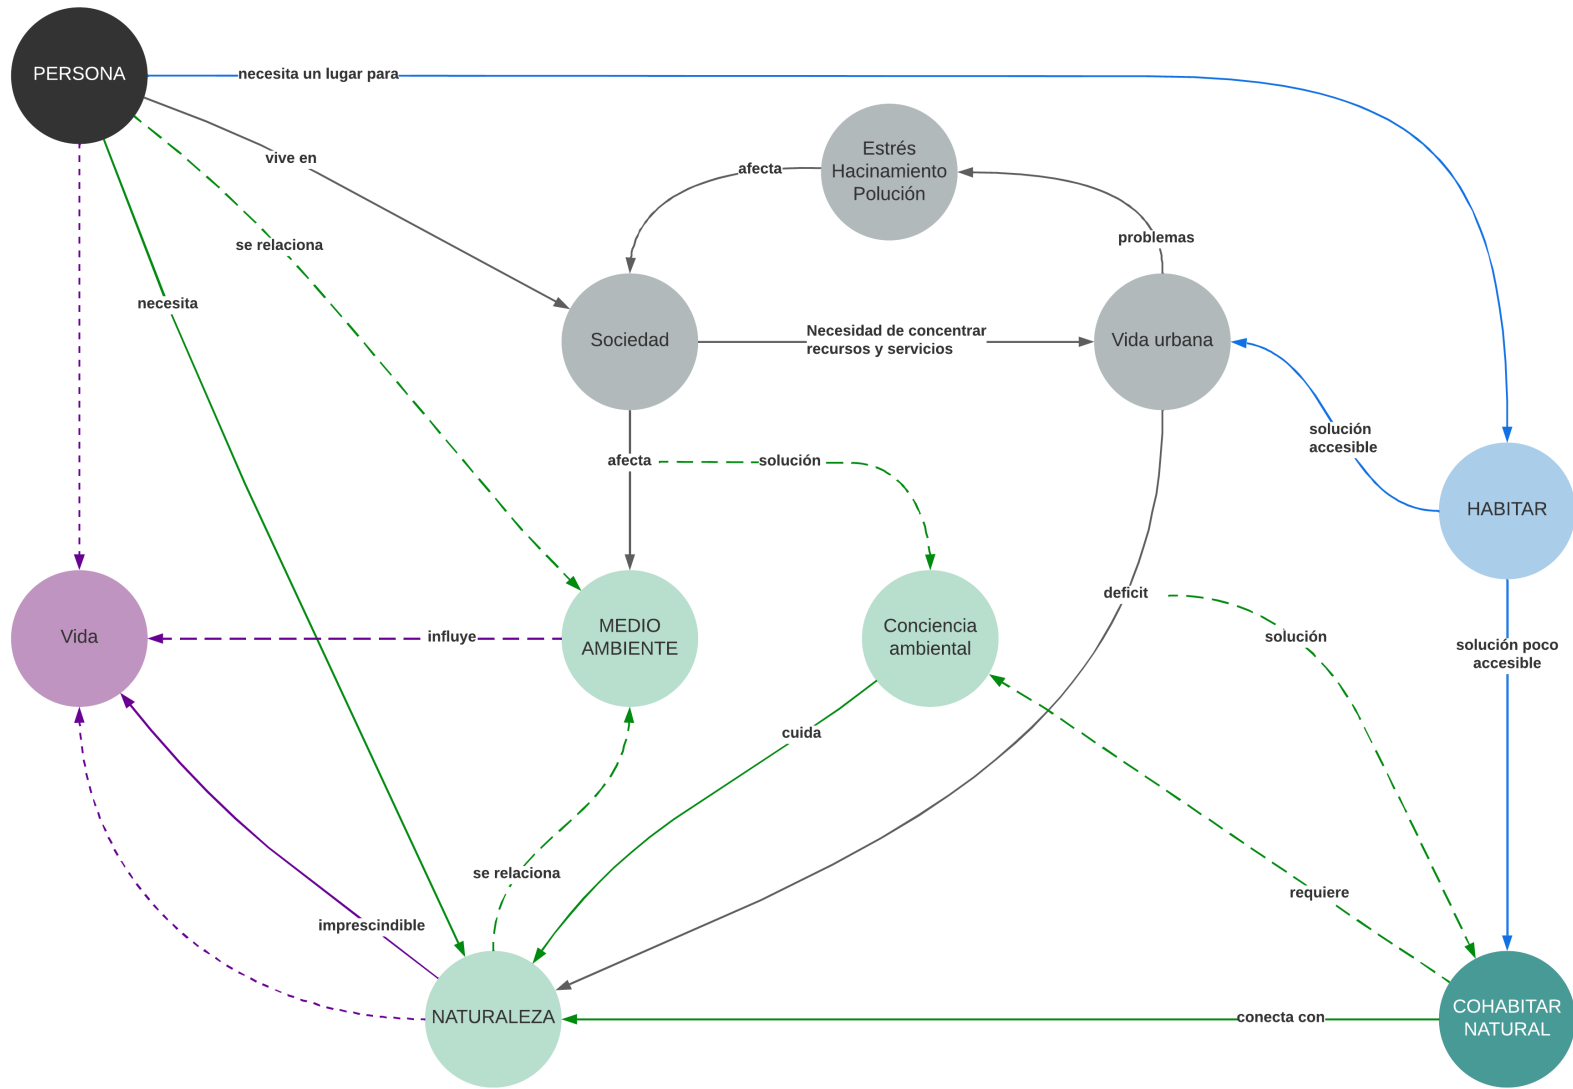 PERSONA
necesita un lugar para
vive en
afecta
Estrés
Hacinamiento
Polución
problemas
se relaciona
necesita
Sociedad
Necesidad de concentrar
recursos y servicios
Vida urbana
solución
accesible
afecta
solución
HABITAR
deficit
Vida
influye
MEDIO
AMBIENTE
Conciencia
ambiental
solución
solución poco
accesible
cuida
se relaciona
requiere
imprescindible
NATURALEZA
conecta con
COHABITAR
NATURAL